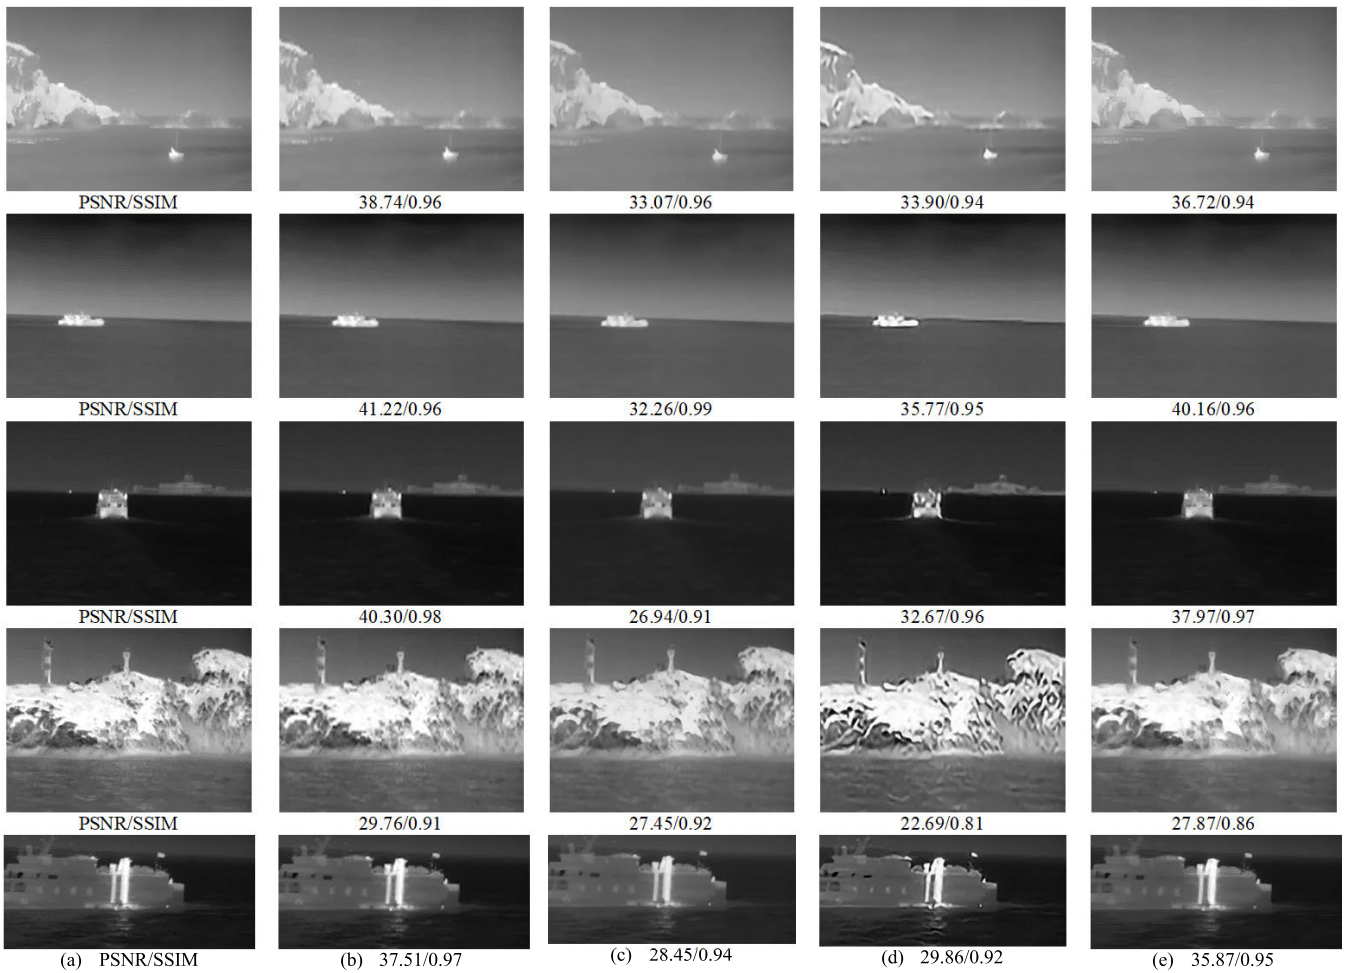 PSNR/SSIM 38.74/0.96 33.07/0.96 33.90/0.94 36.72/0.94
PSNR/SSIM 41.22/0.96 32.26/0.99 35.77/0.95 40.16/0.96
PSNR/SSIM 40.30/0.98 26.94/0.91 32.67/0.96 37.97/0.97
PSNR/SSIM 29.76/0.91 27.45/0.92 22.69/0.81 27.87/0.86
(a) PSNR/SSIM (b) 37.51/0.97 (c) 28.45/0.94 (d) 29.86/0.92 (e) 35.87/0.95